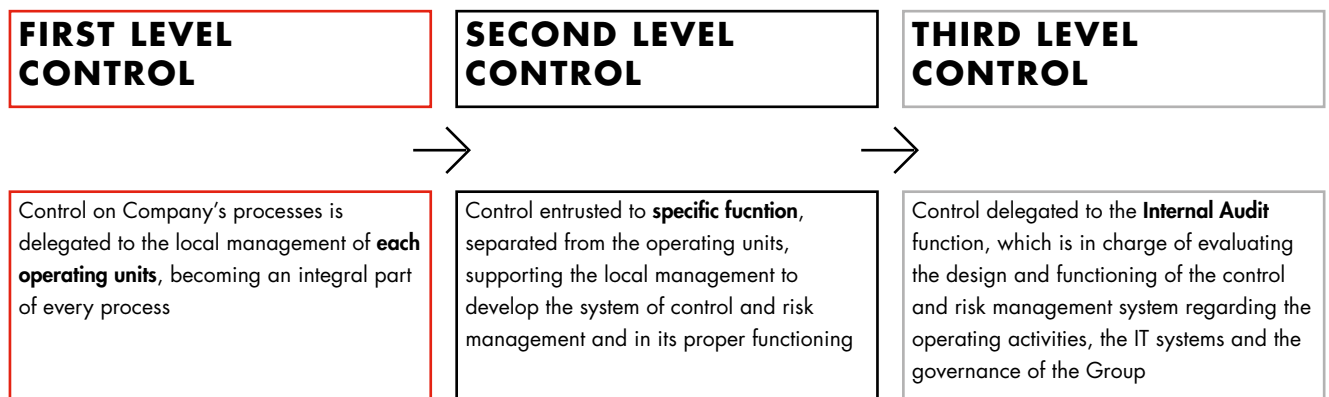 FIRST LEVEL
CONTROL
SECOND LEVEL
CONTROL
THIRD LEVEL
CONTROL
Control on Company's processes is
delegated to the local management of each
operating units, becoming an integral part
of every process
Control entrusted to specific fucntion,
separated from the operating units,
supporting the local management to
develop the system of control and risk
management and in its proper functioning
Control delegated to the Internal Audit
function, which is in charge of evaluating
the design and functioning of the control
and risk management system regarding the
operating activities, the IT systems and the
governance of the Group